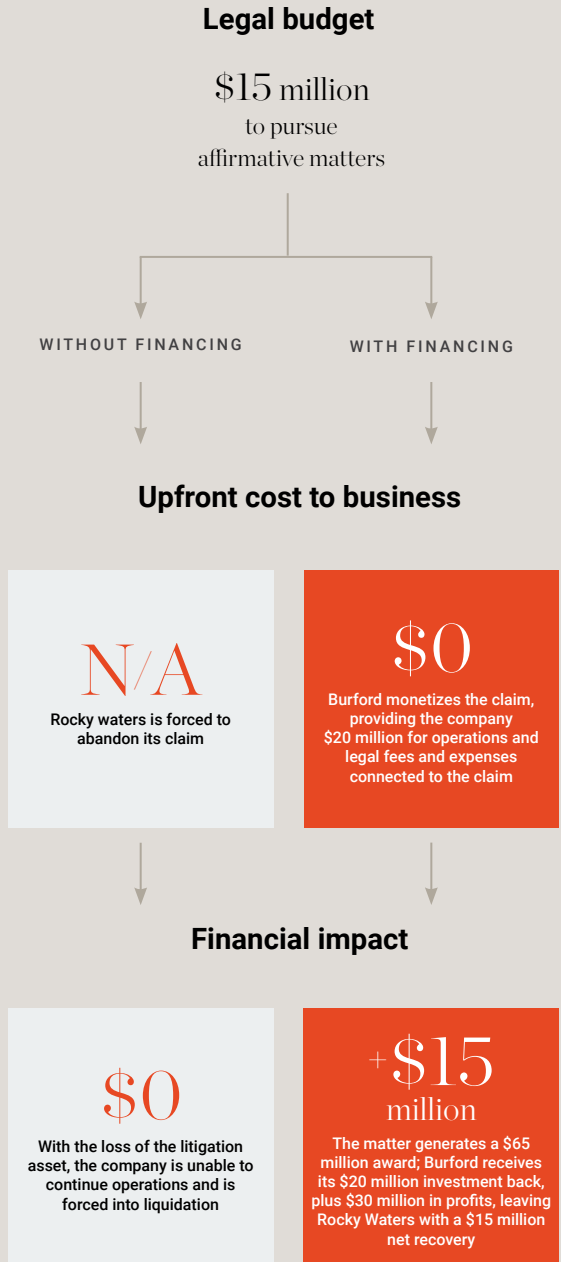 Legal budget
$15 million
to pursue
affirmative matters
WITHOUT FINANCING
WITH FINANCING
Upfront cost to business
N/A
Rocky waters is forced to
abandon its claim
$0
Burford monetizes the claim,
providing the company
$20 million for operations and
legal fees and expenses
connected to the claim
Financial impact
$0
With the loss of the litigation
asset, the company is unable to
continue operations and is
forced into liquidation
+$15
million
The matter generates a $65
million award; Burford receives
its $20 million investment back,
plus $30 million in profits, leaving
Rocky Waters with a $15 million
net recovery